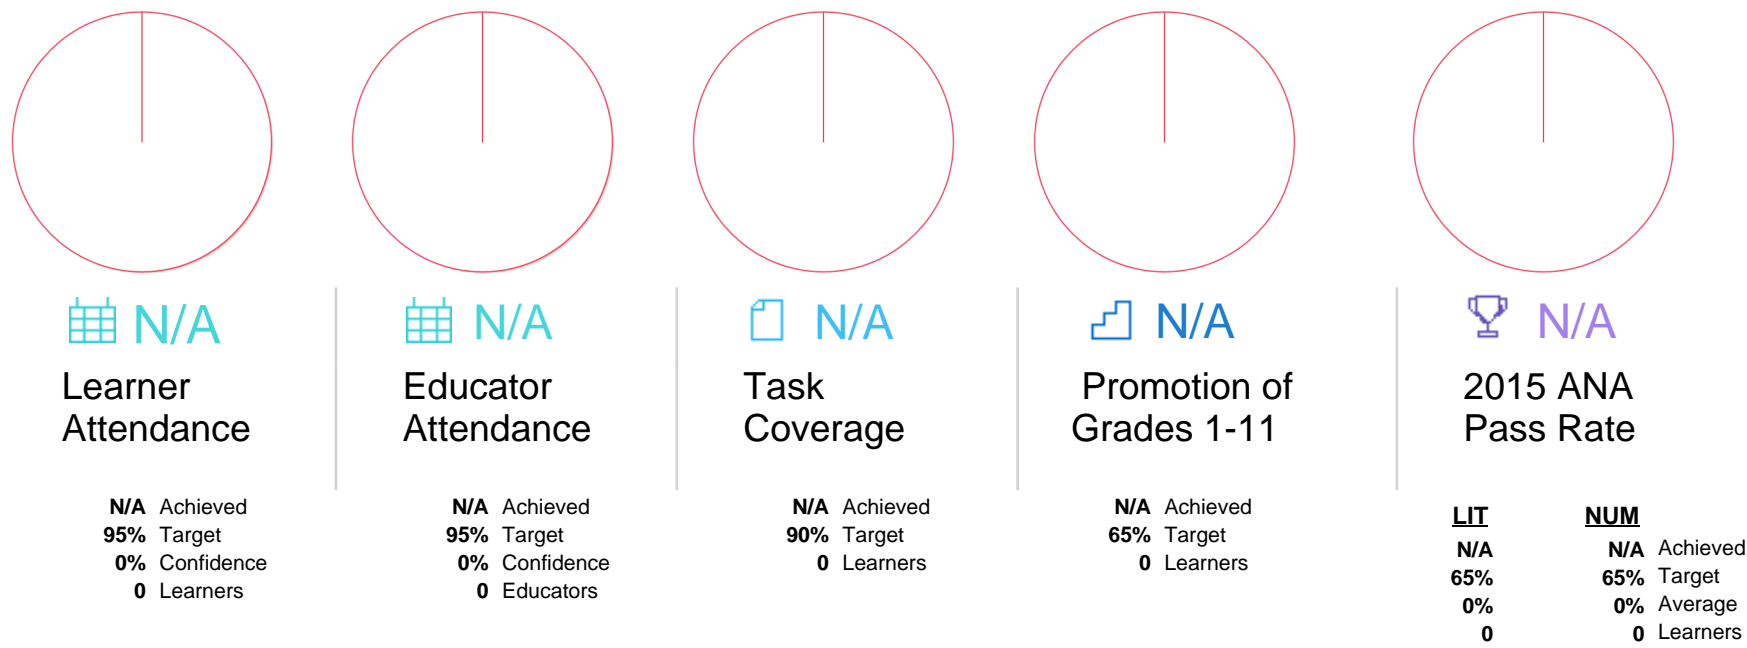 N/A
Learner
Attendance
N/A Achieved
95% Target
0% Confidence
0 Learners
N/A
Educator
Attendance
N/A Achieved
95% Target
0% Confidence
0 Educators
N/A
Task
Coverage
N/A Achieved
90% Target
0 Learners
N/A
Promotion of
Grades 1-11
N/A Achieved
65% Target
0 Learners
N/A
2015 ANA
Pass Rate
LIT NUM
N/A N/A Achieved
65% 65% Target
0% 0% Average
0 0 Learners